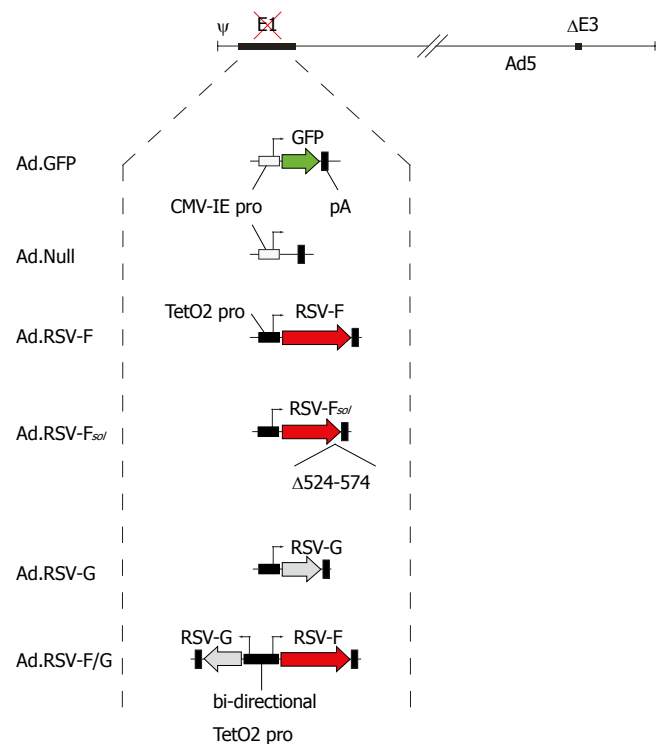 ψ E1 ΔE3
Ad5
Ad.GFP GFP
CMV-IE pro pA
Ad.Null
TetO2 pro RSV-F
Ad.RSV-F
RSV-Fsol
Ad.RSV-Fsol
Δ524-574
RSV-G
Ad.RSV-G
RSV-G RSV-F
Ad.RSV-F/G
bi-directional
TetO2 pro